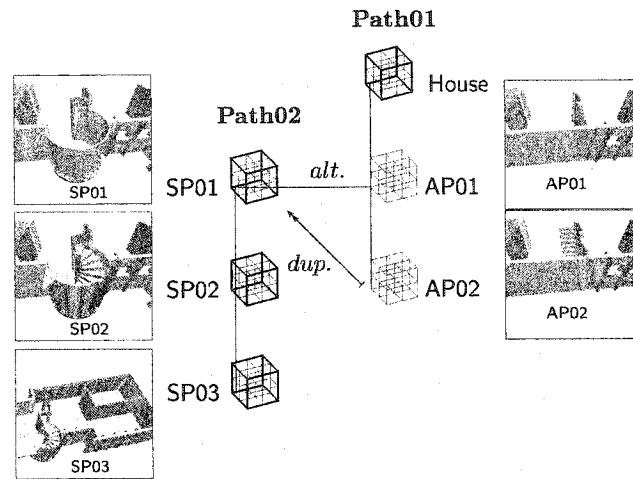 Path01
House
Path02
SP01
alt.
AP01
SP01
AP01
dup.
SP02
AP02
SP02
AP02
SP03
SP03